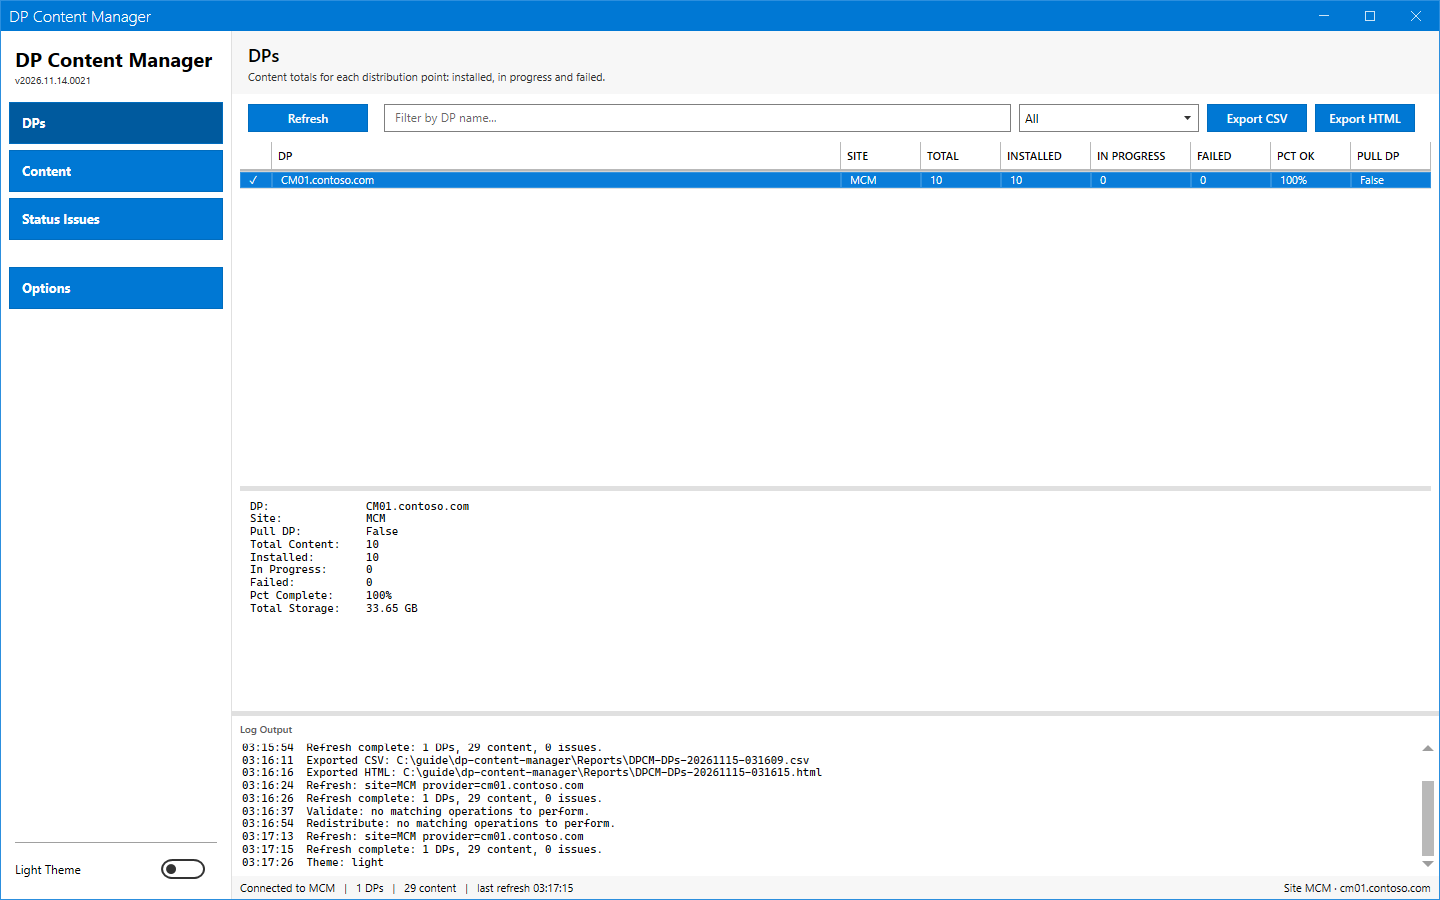 DP Content Manager
DP Content Manager
v2026.11.14.0021
DPs
Content
Status Issues
Options
Light Theme
DPs
Content totals for each distribution point: installed, in progress and failed.
Refresh
Filter by DP name...
All
Export CSV
Export HTML
DP SITE TOTAL INSTALLED IN PROGRESS FAILED PCT OK PULL DP
✓ CM01.contoso.com MCM 10 10 0 0 100% False
DP: CM01.contoso.com
Site: MCM
Pull DP: False
Total Content: 10
Installed: 10
In Progress: 0
Failed: 0
Pct Complete: 100%
Total Storage: 33.65 GB
Log Output
03:15:54 Refresh complete: 1 DPs, 29 content, 0 issues.
03:16:11 Exported CSV: C:\guide\dp-content-manager\Reports\DPCM-DPs-20261115-031609.csv
03:16:16 Exported HTML: C:\guide\dp-content-manager\Reports\DPCM-DPs-20261115-031615.html
03:16:24 Refresh: site=MCM provider=cm01.contoso.com
03:16:26 Refresh complete: 1 DPs, 29 content, 0 issues.
03:16:37 Validate: no matching operations to perform.
03:16:54 Redistribute: no matching operations to perform.
03:17:13 Refresh: site=MCM provider=cm01.contoso.com
03:17:15 Refresh complete: 1 DPs, 29 content, 0 issues.
03:17:26 Theme: light
Connected to MCM | 1 DPs | 29 content | last refresh 03:17:15
Site MCM · cm01.contoso.com